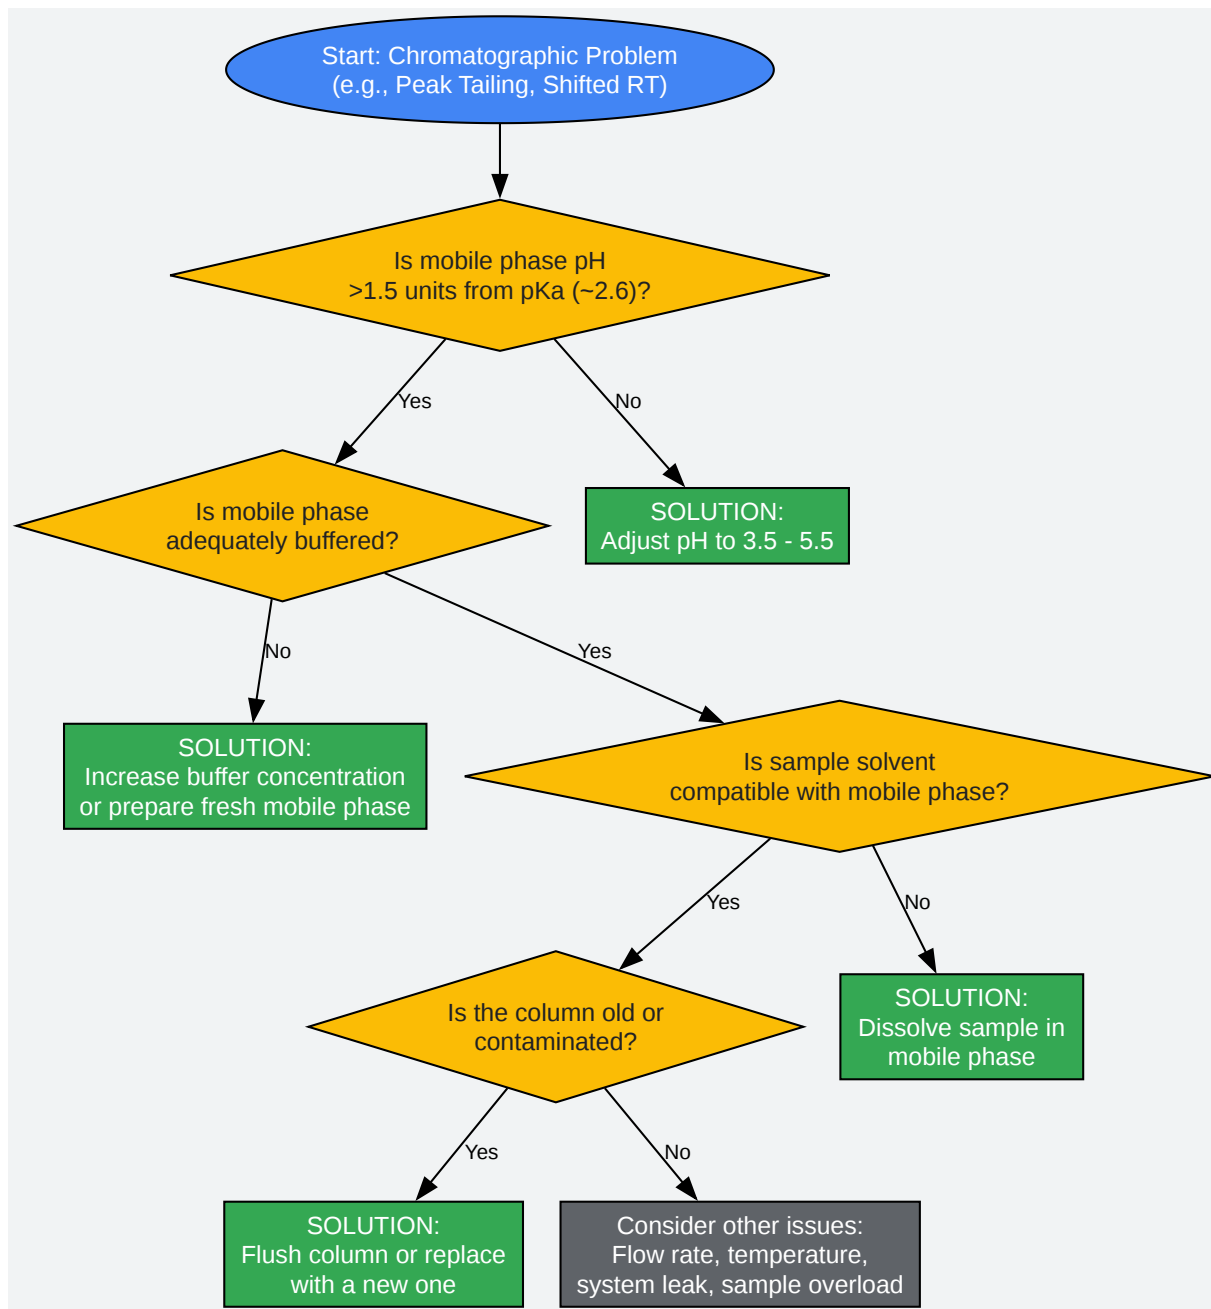 Start: Chromatographic Problem
(e.g., Peak Tailing, Shifted RT)
Is mobile phase pH
>1.5 units from pKa (~2.6)?
Yes
No
Is mobile phase
adequately buffered?
SOLUTION:
Adjust pH to 3.5 - 5.5
No
Yes
SOLUTION:
Increase buffer concentration
or prepare fresh mobile phase
Is sample solvent
compatible with mobile phase?
Yes
No
Is the column old or
contaminated?
SOLUTION:
Dissolve sample in
mobile phase
Yes
No
SOLUTION:
Flush column or replace
with a new one
Consider other issues:
Flow rate, temperature,
system leak, sample overload